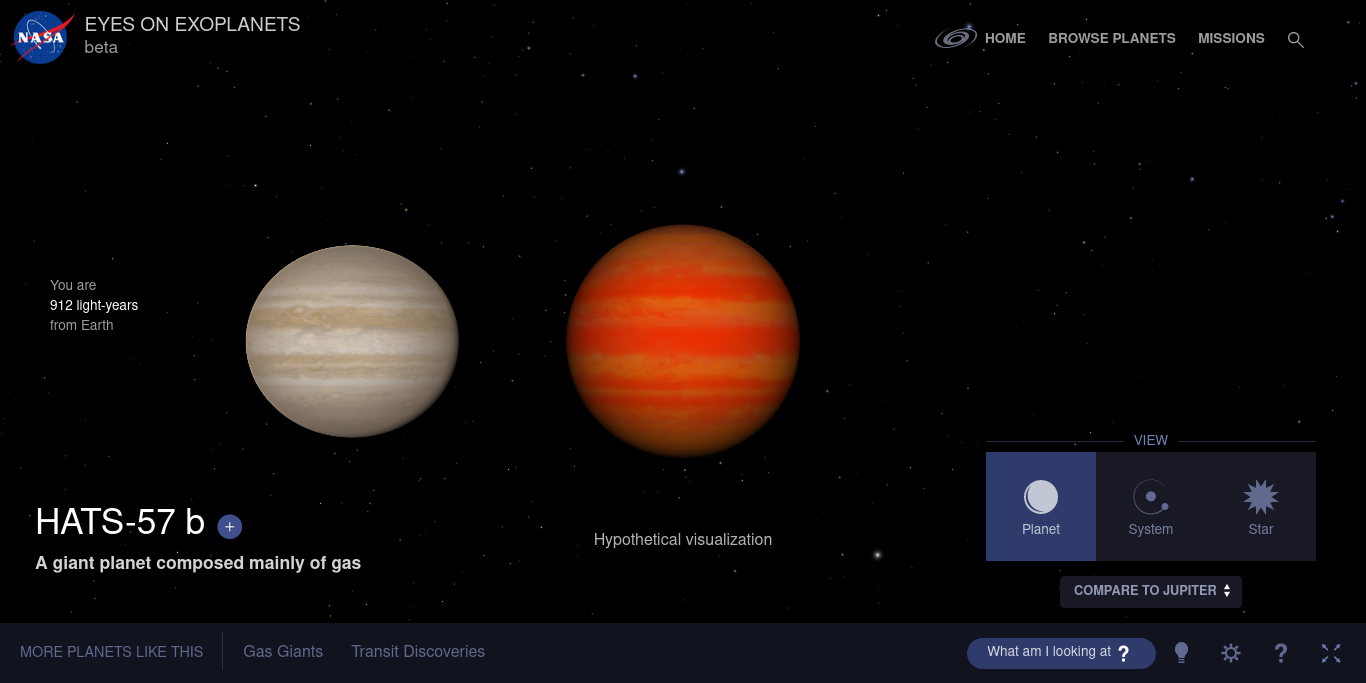 NASA
EYES ON EXOPLANETS
beta
HOME
BROWSE PLANETS
MISSIONS
You are
912 light-years
from Earth
HATS-57 b
+
A giant planet composed mainly of gas
Hypothetical visualization
VIEW
Planet
System
Star
COMPARE TO JUPITER
MORE PLANETS LIKE THIS
Gas Giants
Transit Discoveries
What am I looking at ?
?